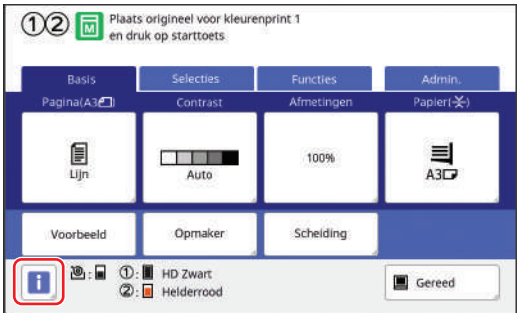 ①② M Plaats origineel voor kleurenprint 1
en druk op starttoets
Basis Selecties Functies Admin.
Pagina(A3) Contrast Afmetingen Papier()
Lijn Auto 100% A3
Voorbeeld Opmaker Scheiding
i : ①: HD Zwart
②: Helderrood
Gereed